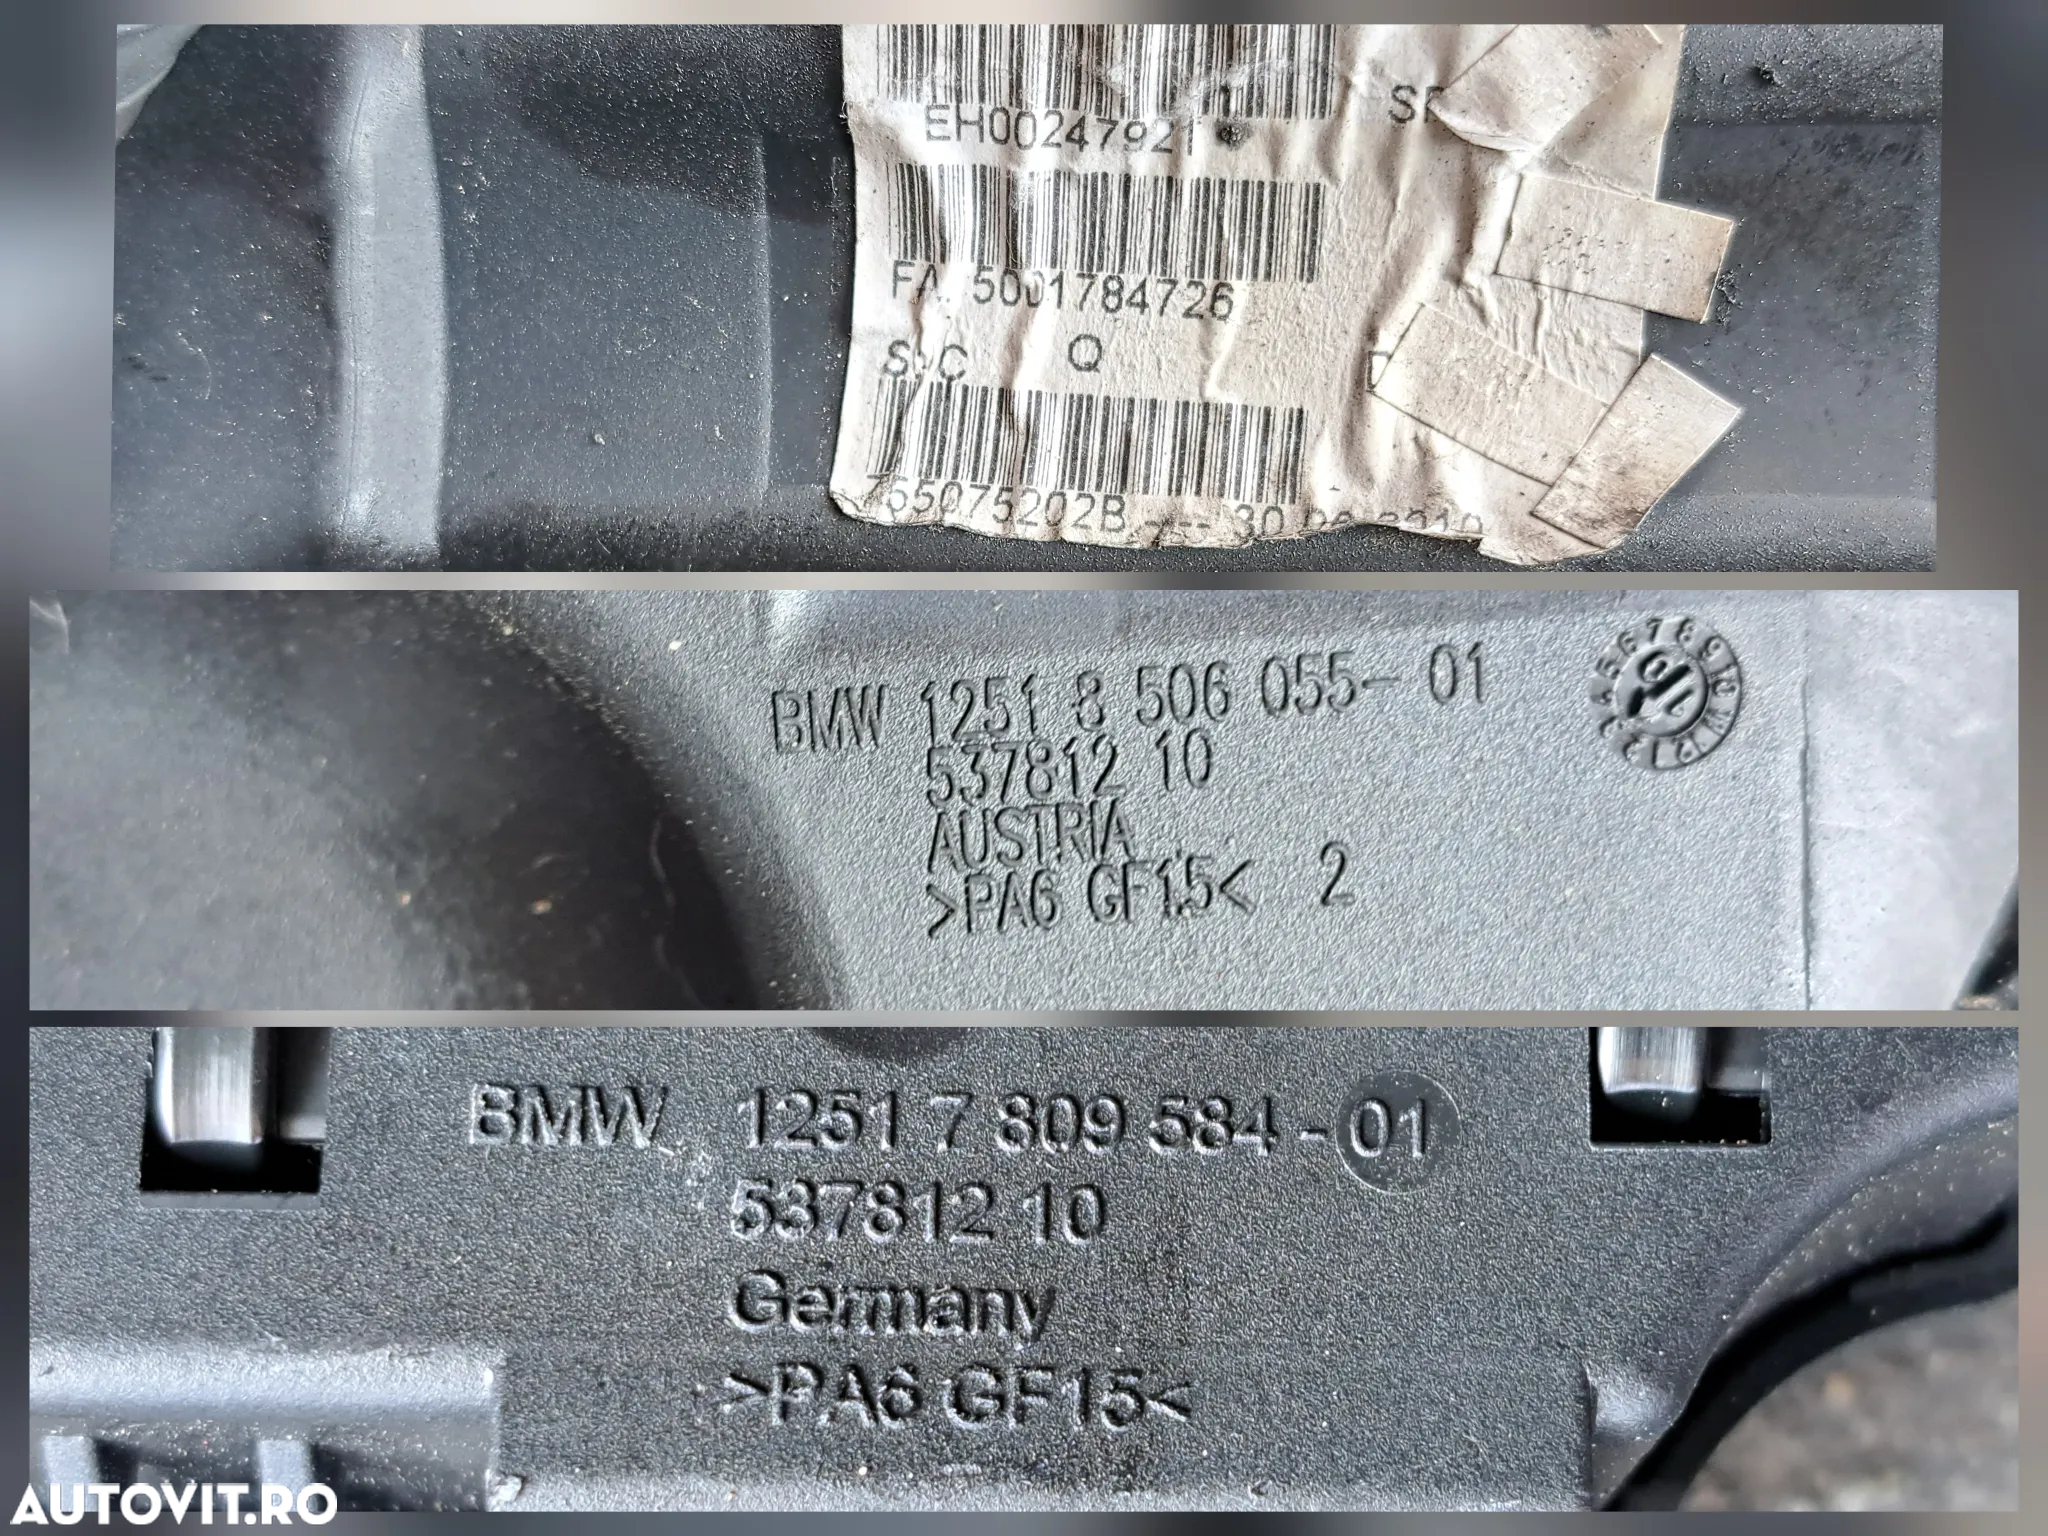 EH00247921
5001784726
Q
755075202B
BMW 1251 8 506 055-01
537812 10
AUSTRIA
>PA6 GF15< 2
BMW 1251 7 809 584-01
537812 10
Germany
>PA6 GF15<
AUTOVIT.RO